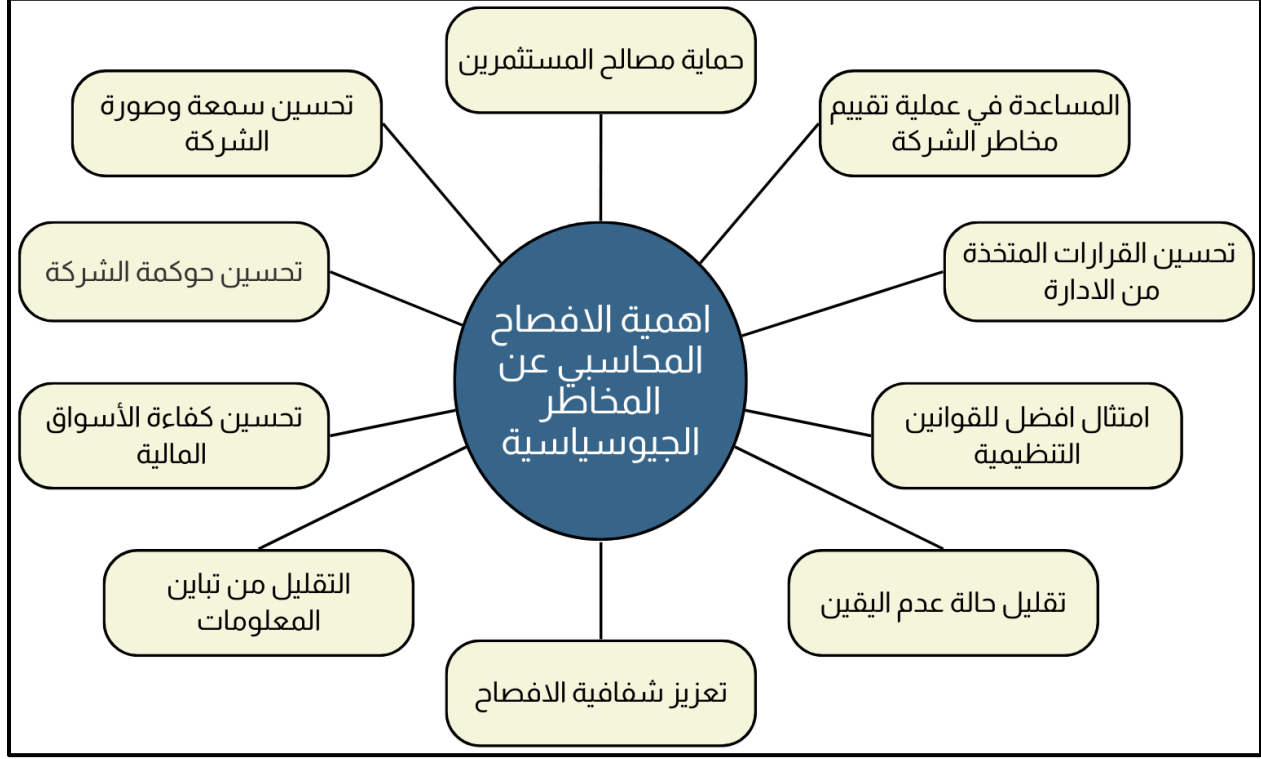 حماية مصالح المستثمرين
المساعدة في عملية تقييم
مخاطر الشركة
تحسين سمعة وصورة
الشركة
تحسين القرارات المتخذة
من الادارة
تحسين حوكمة الشركة
اهمية الافصاح
المحاسبي عن
المخاطر
الجيوسياسية
امتثال افضل للقوانين
التنظيمية
تحسين كفاءة الأسواق
المالية
تقليل حالة عدم اليقين
التقليل من تباين
المعلومات
تعزيز شفافية الافصاح